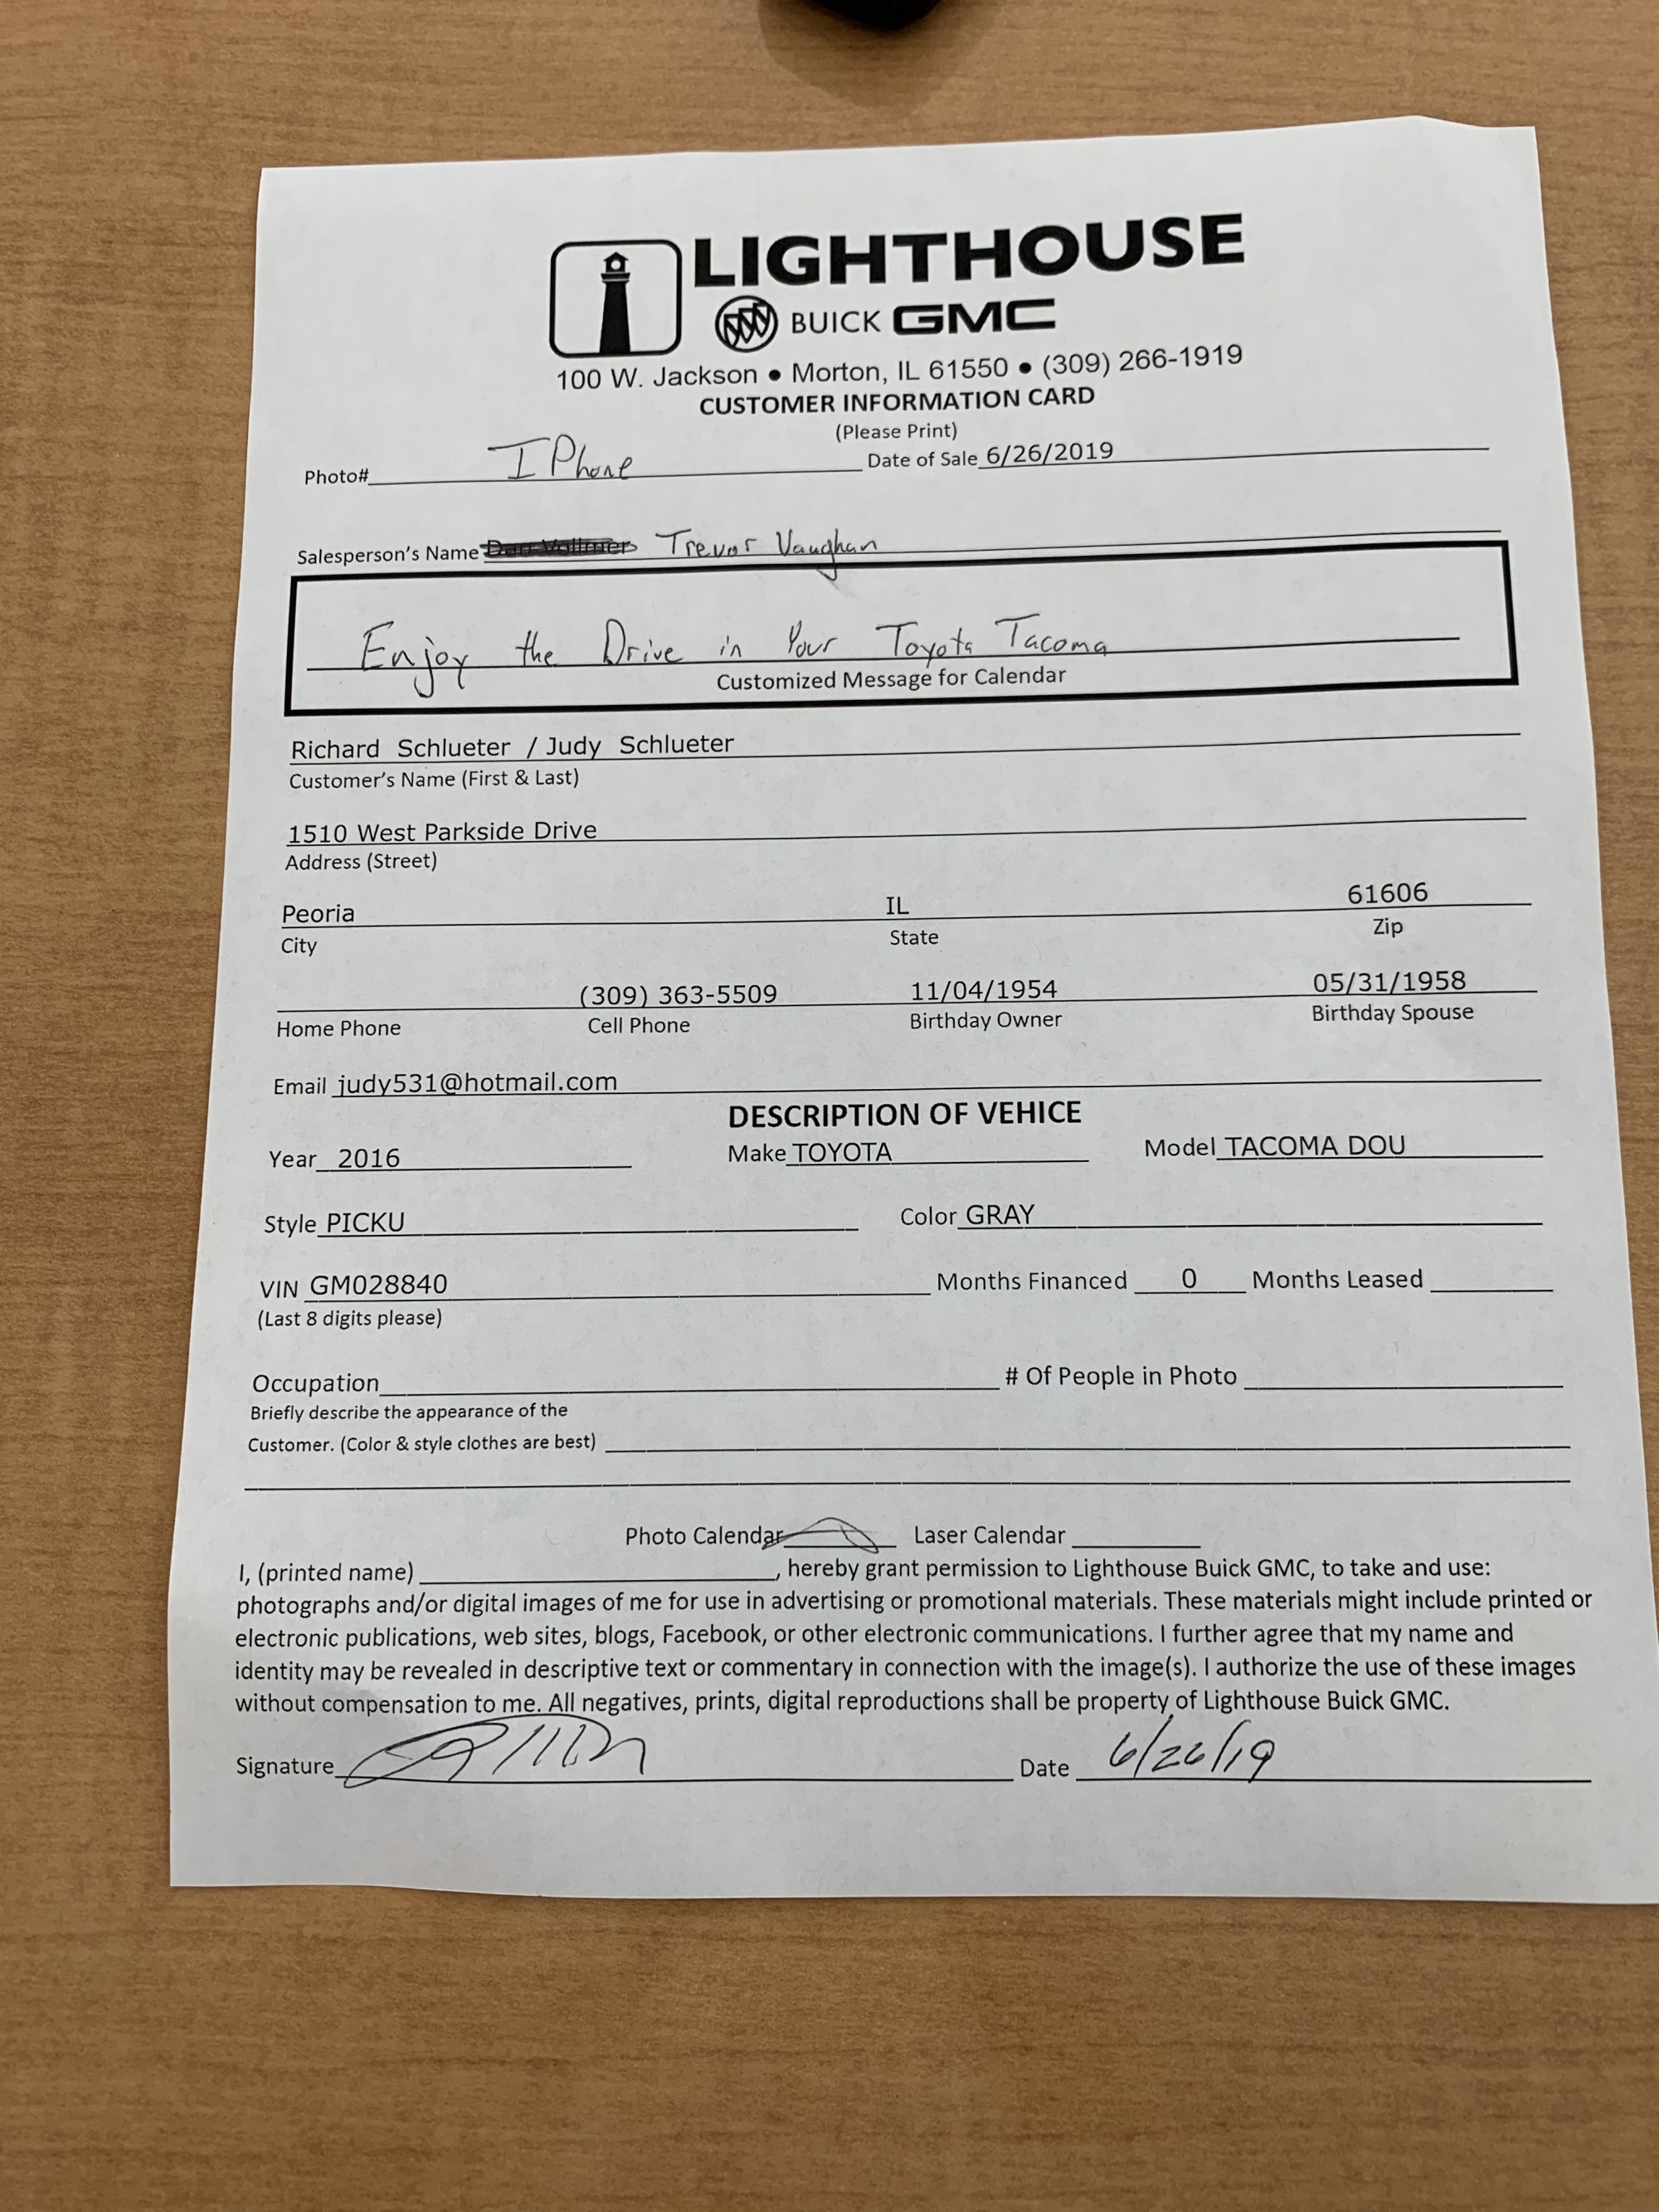 LIGHTHOUSE
BUICK GMC
100 W. Jackson ● Morton, IL 61550 ● (309) 266-1919
CUSTOMER INFORMATION CARD
(Please Print)
Photo# I Phone Date of Sale 6/26/2019
Salesperson's Name Dan Vollmer Trevor Vaughan
Enjoy the Drive in Your Toyota Tacoma
Customized Message for Calendar
Richard Schlueter / Judy Schlueter
Customer's Name (First & Last)
1510 West Parkside Drive
Address (Street)
Peoria IL 61606
City State Zip
(309) 363-5509 11/04/1954 05/31/1958
Home Phone Cell Phone Birthday Owner Birthday Spouse
Email judy531@hotmail.com
DESCRIPTION OF VEHICE
Year 2016 Make TOYOTA Model TACOMA DOU
Style PICKU Color GRAY
VIN GM028840 Months Financed 0 Months Leased
(Last 8 digits please)
Occupation # Of People in Photo
Briefly describe the appearance of the
Customer. (Color & style clothes are best)
Photo Calendar Laser Calendar
I, (printed name) , hereby grant permission to Lighthouse Buick GMC, to take and use:
photographs and/or digital images of me for use in advertising or promotional materials. These materials might include printed or
electronic publications, web sites, blogs, Facebook, or other electronic communications. I further agree that my name and
identity may be revealed in descriptive text or commentary in connection with the image(s). I authorize the use of these images
without compensation to me. All negatives, prints, digital reproductions shall be property of Lighthouse Buick GMC.
Signature Date 6/26/19